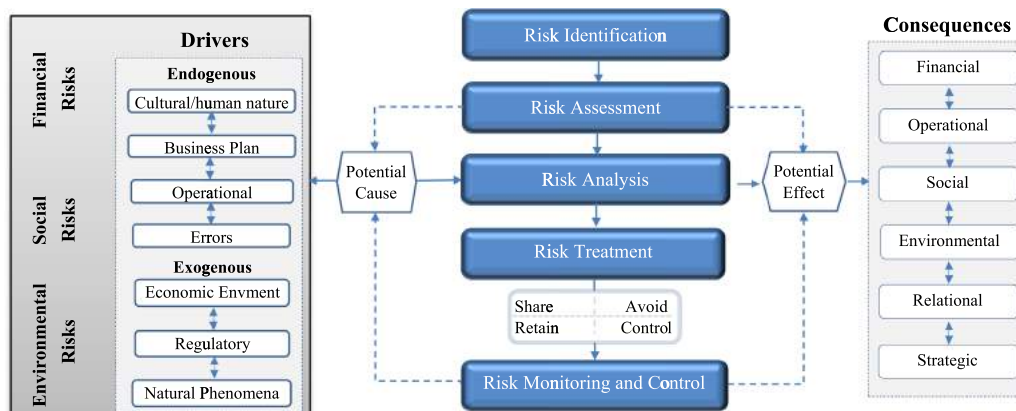 Financial
Risks
Social
Risks
Environmental
Risks
Drivers
Endogenous
Cultural/human nature
Business Plan
Operational
Errors
Exogenous
Economic Envment
Regulatory
Natural Phenomena
Potential
Cause
Risk Identification
Risk Assessment
Risk Analysis
Risk Treatment
Share Avoid
Retain Control
Risk Monitoring and Control
Potential
Effect
Consequences
Financial
Operational
Social
Environmental
Relational
Strategic